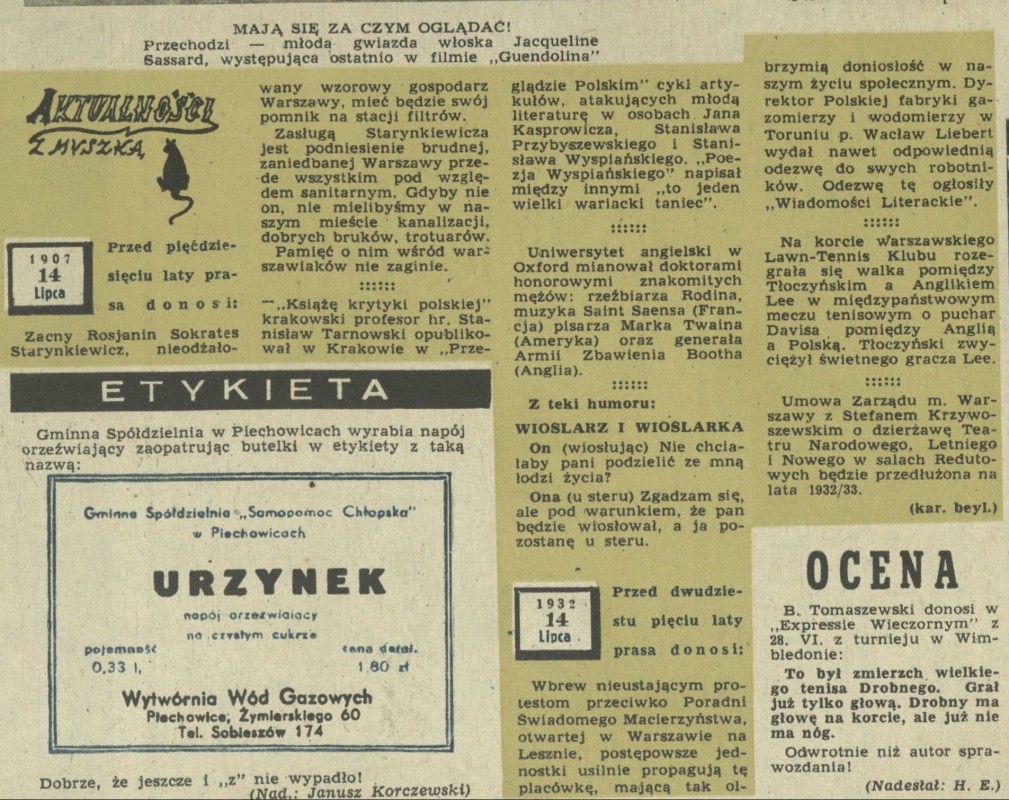 MAJĄ SIĘ ZA CZYM OGLĄDAĆ!
Przechodzi — młoda gwiazda włoska Jacqueline
Sassard, występująca ostatnio w filmie „Guendolina”
AKTUALNOŚCI
Z MYSZKĄ
1907
14
Lipca
Przed pięćdzie-
sięciu laty pra-
sa donosi:
Zacny Rosjanin Sokrates
Starynkiewicz, nieodżało-
wany wzorowy gospodarz
Warszawy, mieć będzie swój
pomnik na stacji filtrów.
Zasługą Starynkiewicza
jest podniesienie brudnej,
zaniedbanej Warszawy prze-
de wszystkim pod wzglę-
dem sanitarnym. Gdyby nie
on, nie mielibyśmy w na-
szym mieście kanalizacji,
dobrych bruków, trotuarów.
Pamięć o nim wśród war-
szawiaków nie zaginie.
::::::
—„Książę krytyki polskiej”
krakowski profesor hr. Sta-
nisław Tarnowski opubliko-
wał w Krakowie w „Prze-
glądzie Polskim” cykl arty-
kułów, atakujących młodą
literaturę w osobach Jana
Kasprowicza, Stanisława
Przybyszewskiego i Stani-
sława Wyspiańskiego. „Poe-
zja Wyspiańskiego” napisał
między innymi „to jeden
wielki wariacki taniec”.
::::::
Uniwersytet angielski w
Oxford mianował doktorami
honorowymi znakomitych
mężów: rzeźbiarza Rodina,
muzyka Saint Saensa (Fran-
cja) pisarza Marka Twaina
(Ameryka) oraz generała
Armii Zbawienia Bootha
(Anglia).
::::::
Z teki humoru:
WIOŚLARZ I WIOŚLARKA
On (wiosłując) Nie chcia-
łaby pani podzielić ze mną
łodzi życia?
Ona (u steru) Zgadzam się,
ale pod warunkiem, że pan
będzie wiosłował, a ja po-
zostanę u steru.
1932
14
Lipca
Przed dwudzie-
stu pięciu laty
prasa donosi:
Wbrew nieustającym pro-
testom przeciwko Poradni
Świadomego Macierzyństwa,
otwartej w Warszawie na
Lesznie, postępowsze jed-
nostki usilnie propagują tę
placówkę, mającą tak ol-
brzymią doniosłość w na-
szym życiu społecznym. Dy-
rektor Polskiej fabryki ga-
zomierzy i wodomierzy w
Toruniu p. Wacław Liebert
wydał nawet odpowiednią
odezwę do swych robotni-
ków. Odezwę tę ogłosiły
„Wiadomości Literackie”.
::::::
Na korcie Warszawskiego
Lawn-Tennis Klubu roze-
grała się walka pomiędzy
Tłoczyńskim a Anglikiem
Lee w międzypaństwowym
meczu tenisowym o puchar
Davisa pomiędzy Anglią
a Polską. Tłoczyński zwy-
ciężył świetnego gracza Lee.
::::::
Umowa Zarządu m. War-
szawy z Stefanem Krzywo-
szewskim o dzierżawę Tea-
tru Narodowego, Letniego
i Nowego w salach Reduto-
wych będzie przedłużona na
lata 1932/33.
(kar. beyl.)
ETYKIETA
Gminna Spółdzielnia w Piechowicach wyrabia napój
orzeźwiający zaopatrując butelki w etykiety z taką
nazwą:
Gminna Spółdzielnia „Samopomoc Chłopska”
w Piechowicach
URZYNEK
napój orzeźwiający
na czystym cukrze
pojemność cena detal.
0,33 l. 1,80 zł
Wytwórnia Wód Gazowych
Piechowice, Żymierskiego 60
Tel. Sobieszów 174
Dobrze, że jeszcze i „z” nie wypadło!
(Nad.: Janusz Korczewski)
OCENA
B. Tomaszewski donosi w
„Expressie Wieczornym” z
28. VI. z turnieju w Wim-
bledonie:
To był zmierzch wielkie-
go tenisa Drobnego. Grał
już tylko głową. Drobny ma
głowę na korcie, ale już nie
ma nóg.
Odwrotnie niż autor spra-
wozdania!
(Nadesłał: H. E.)